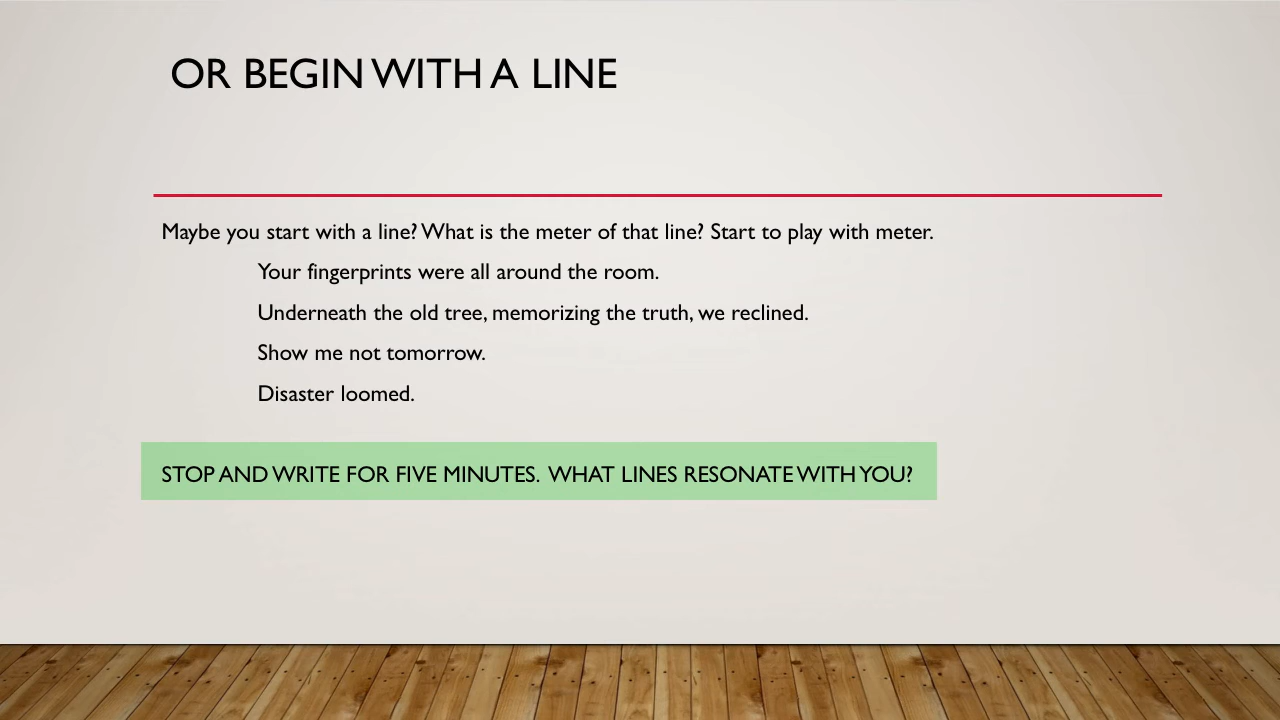 OR BEGIN WITH A LINE
Maybe you start with a line? What is the meter of that line? Start to play with meter.
Your fingerprints were all around the room.
Underneath the old tree, memorizing the truth, we reclined.
Show me not tomorrow.
Disaster loomed.
STOP AND WRITE FOR FIVE MINUTES. WHAT LINES RESONATE WITH YOU?